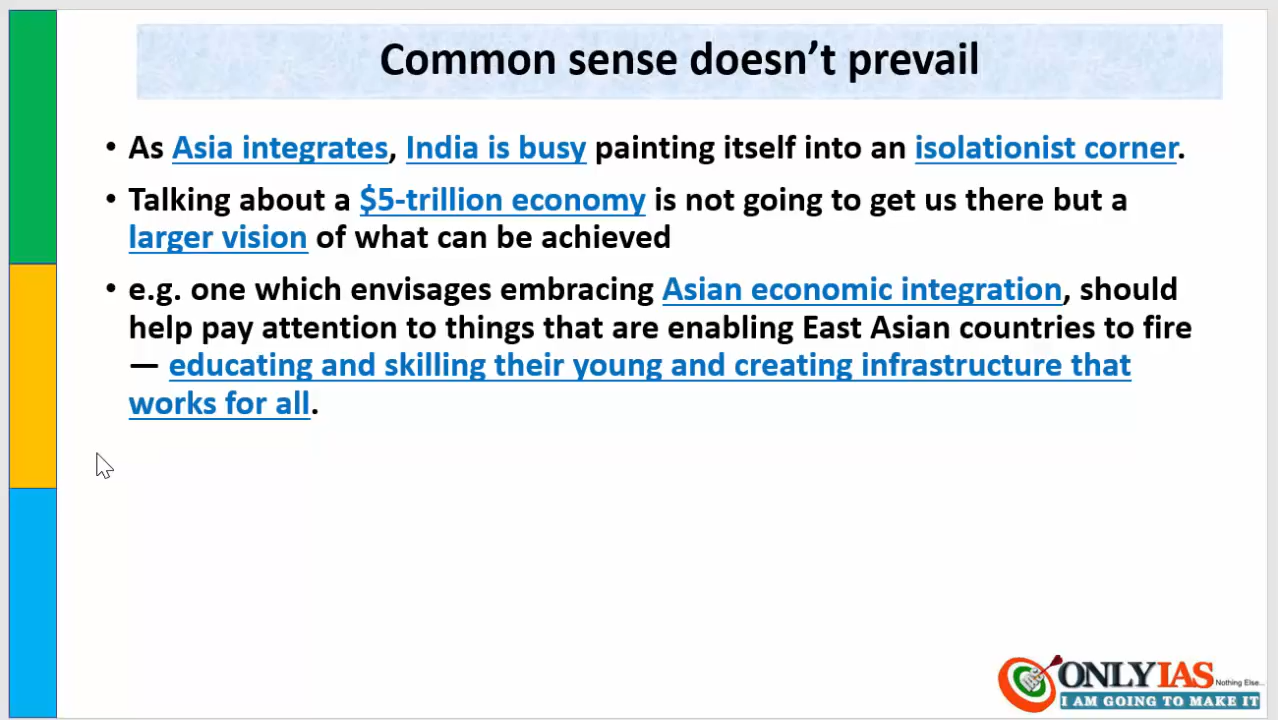 Common sense doesn’t prevail
• As Asia integrates, India is busy painting itself into an isolationist corner.
• Talking about a $5-trillion economy is not going to get us there but a
larger vision of what can be achieved
• e.g. one which envisages embracing Asian economic integration, should
help pay attention to things that are enabling East Asian countries to fire
— educating and skilling their young and creating infrastructure that
works for all.
ONLYIAS Nothing Else...
I AM GOING TO MAKE IT